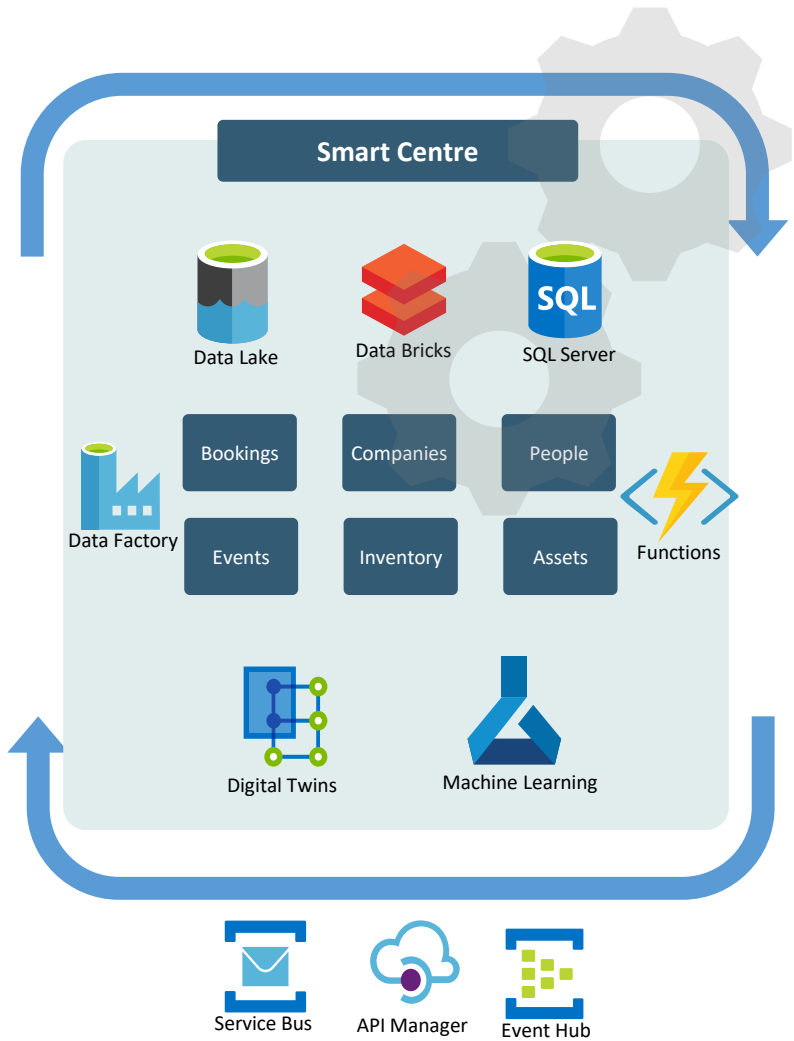 Smart Centre
SQL
Data Lake
Data Bricks
SQL Server
Bookings
Companies
People
Data Factory
Functions
Events
Inventory
Assets
Digital Twins
Machine Learning
Service Bus
API Manager
Event Hub